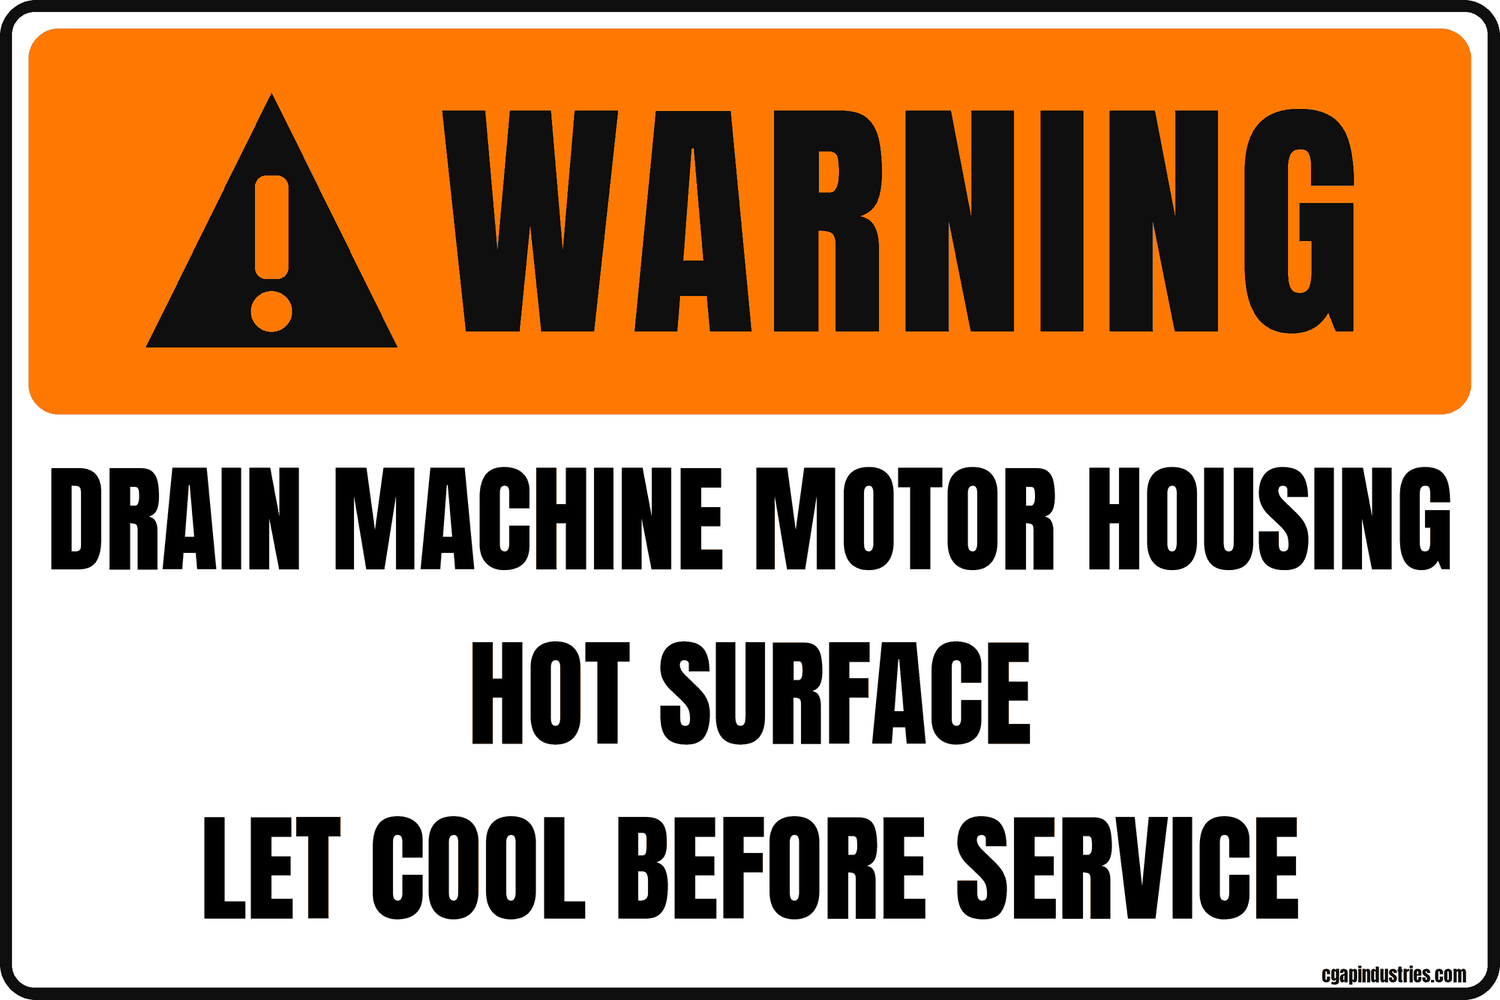 WARNING
DRAIN MACHINE MOTOR HOUSING
HOT SURFACE
LET COOL BEFORE SERVICE
cgapindustries.com